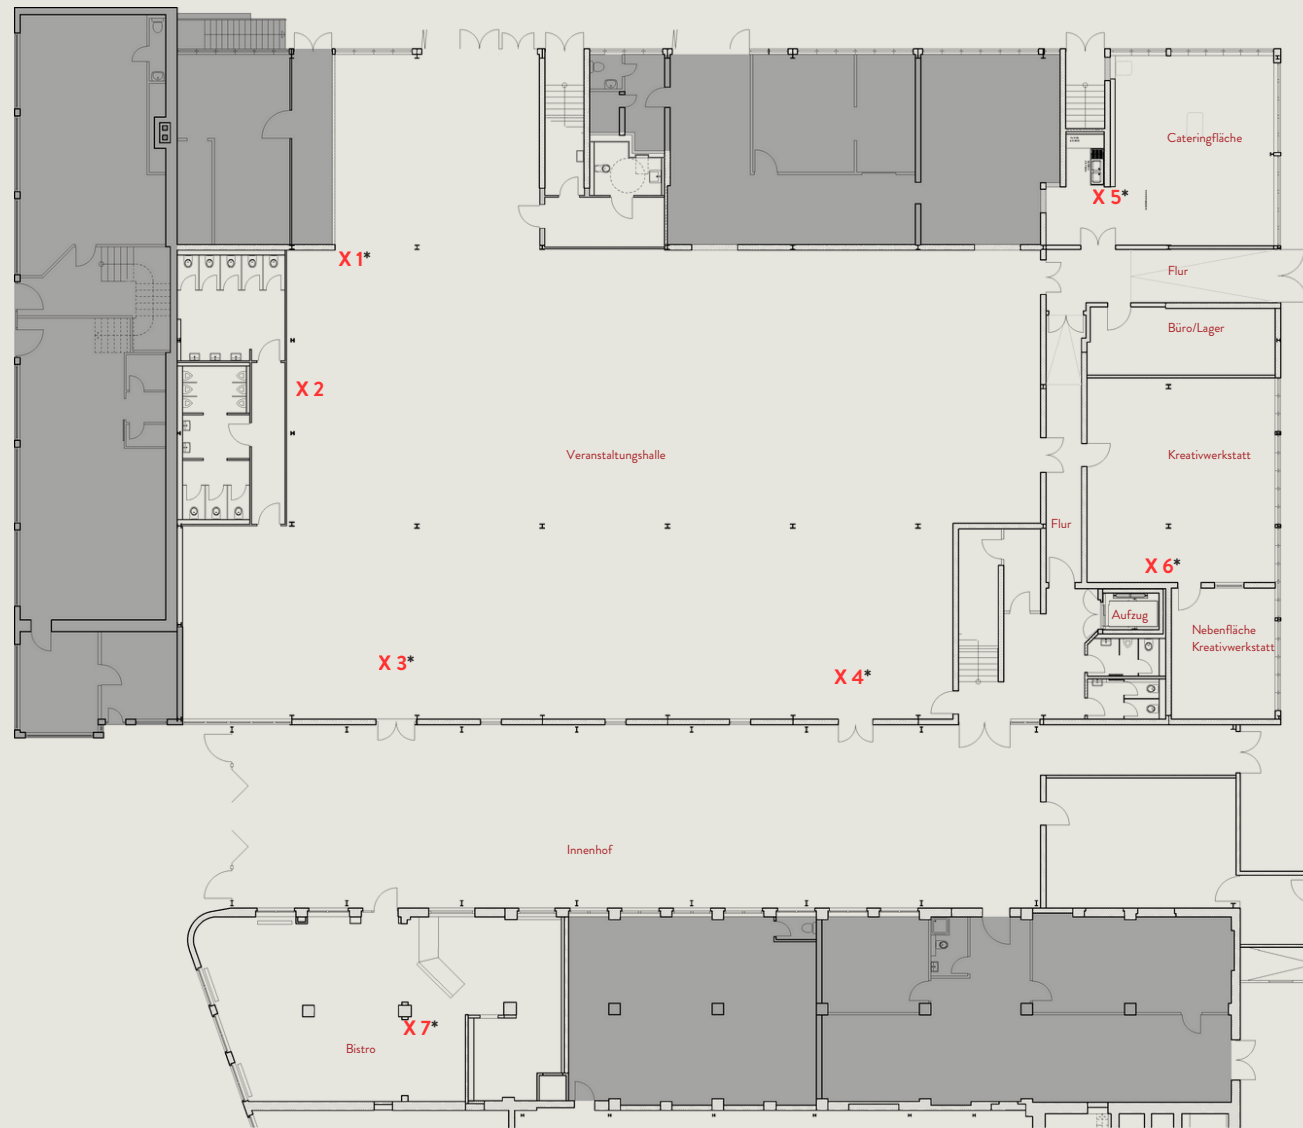 Cateringfläche
X 5*
X 1*
Flur
Büro/Lager
X 2
Veranstaltungshalle
Kreativwerkstatt
Flur
X 6*
Aufzug
Nebenfläche
Kreativwerkstatt
X 3*
X 4*
Innenhof
X 7*
Bistro